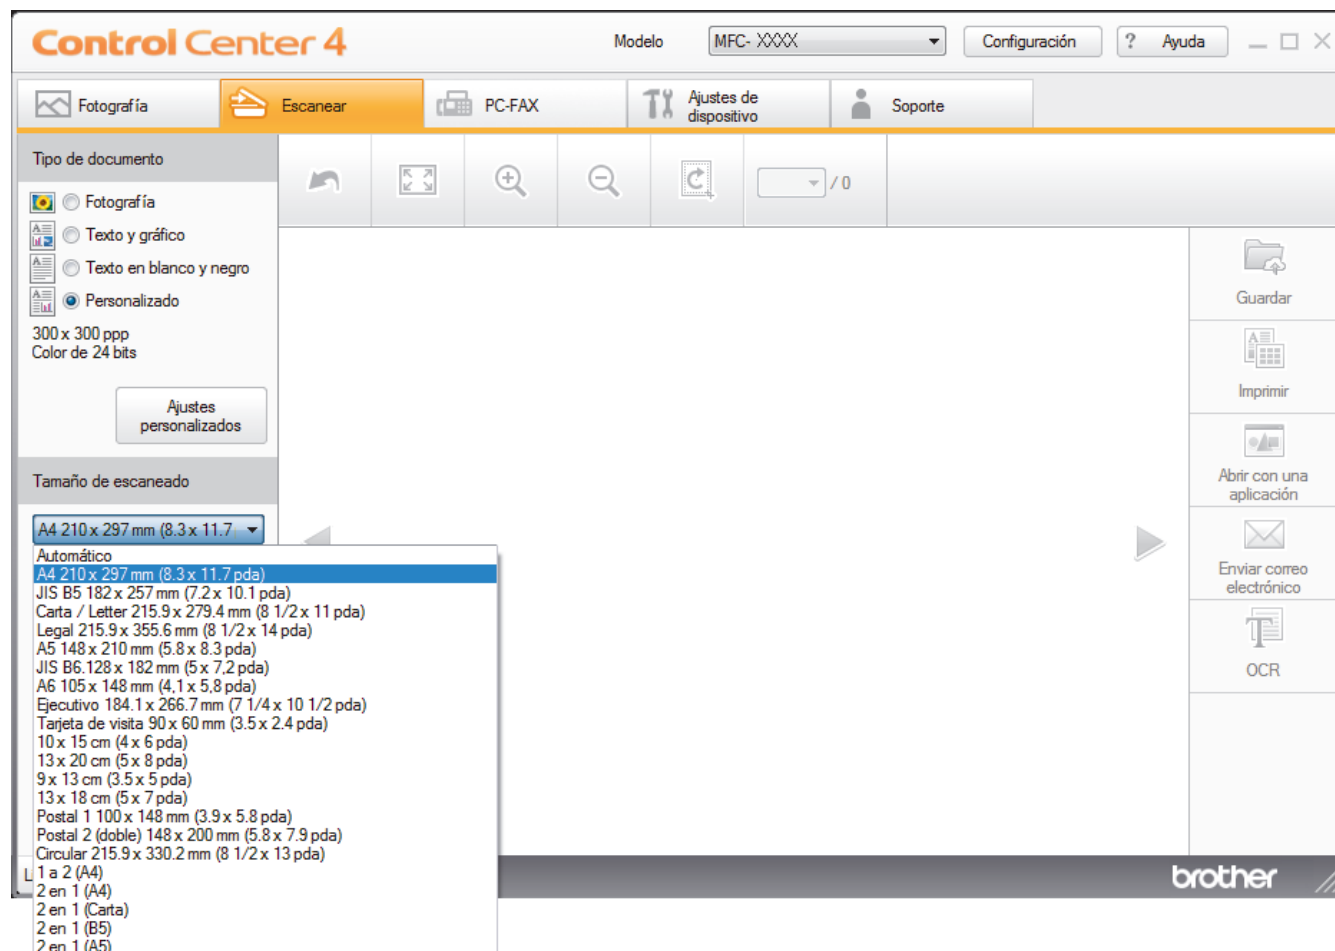 Control Center 4
Modelo
MFC- XXXX
Configuración
? Ayuda
Fotografía
Escanear
PC-FAX
Ajustes de
dispositivo
Soporte
Tipo de documento
/ 0
Fotografía
Texto y gráfico
Texto en blanco y negro
Personalizado
300 x 300 ppp
Color de 24 bits
Ajustes
personalizados
Tamaño de escaneado
A4 210 x 297 mm (8.3 x 11.7
Automático
A4 210 x 297 mm (8.3 x 11.7 pda)
JIS B5 182 x 257 mm (7.2 x 10.1 pda)
Carta / Letter 215.9 x 279.4 mm (8 1/2 x 11 pda)
Legal 215.9 x 355.6 mm (8 1/2 x 14 pda)
A5 148 x 210 mm (5.8 x 8.3 pda)
JIS B6.128 x 182 mm (5 x 7,2 pda)
A6 105 x 148 mm (4,1 x 5,8 pda)
Ejecutivo 184.1 x 266.7 mm (7 1/4 x 10 1/2 pda)
Tarjeta de visita 90 x 60 mm (3.5 x 2.4 pda)
10 x 15 cm (4 x 6 pda)
13 x 20 cm (5 x 8 pda)
9 x 13 cm (3.5 x 5 pda)
13 x 18 cm (5 x 7 pda)
Postal 1 100 x 148 mm (3.9 x 5.8 pda)
Postal 2 (doble) 148 x 200 mm (5.8 x 7.9 pda)
Circular 215.9 x 330.2 mm (8 1/2 x 13 pda)
1 a 2 (A4)
2 en 1 (A4)
2 en 1 (Carta)
2 en 1 (B5)
2 en 1 (A5)
Guardar
Imprimir
Abrir con una
aplicación
Enviar correo
electrónico
OCR
brother